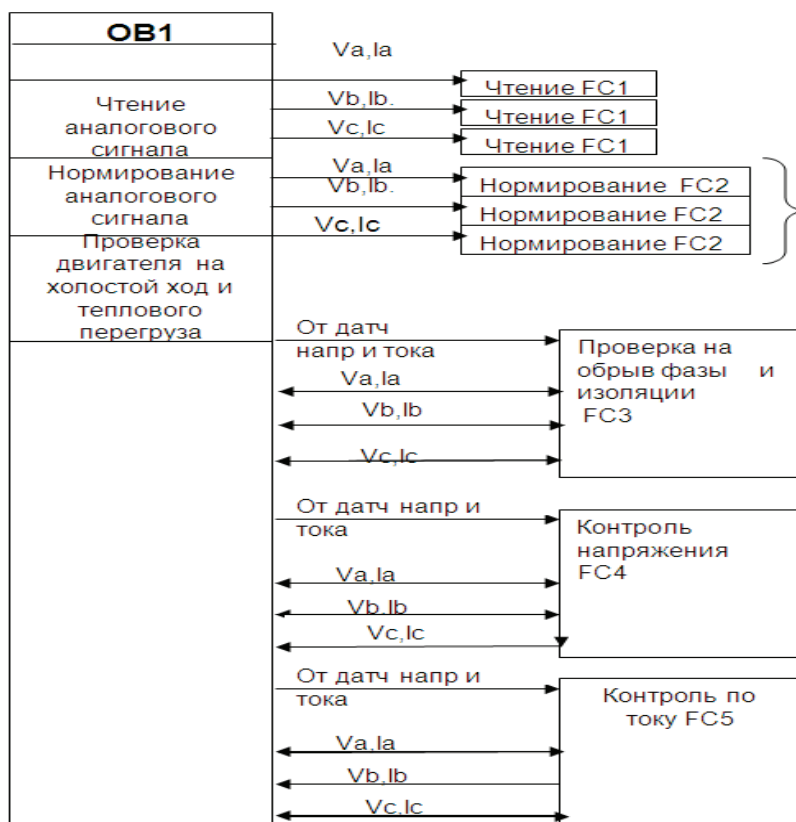 OB1
Чтение
аналогового
сигнала
Нормирование
аналогового
сигнала
Проверка
двигателя на
холостой ход и
теплового
перегруза
Va,Ia
Чтение FC1
Vb,Ib.
Чтение FC1
Vc,Ic
Чтение FC1
Va,Ia
Vb,Ib.
Нормирование FC2
Нормирование FC2
Vc,Ic
Нормирование FC2
От датч
напр и тока
Va,Ia
Vb,Ib
Vc,Ic
Проверка на
обрыв фазы и
изоляции
FC3
От датч напр и
тока
Va,Ia
Vb,Ib
Vc,Ic
Контроль
напряжения
FC4
От датч напр и
тока
Va,Ia
Vb,Ib
Vc,Ic
Контроль по
току FC5